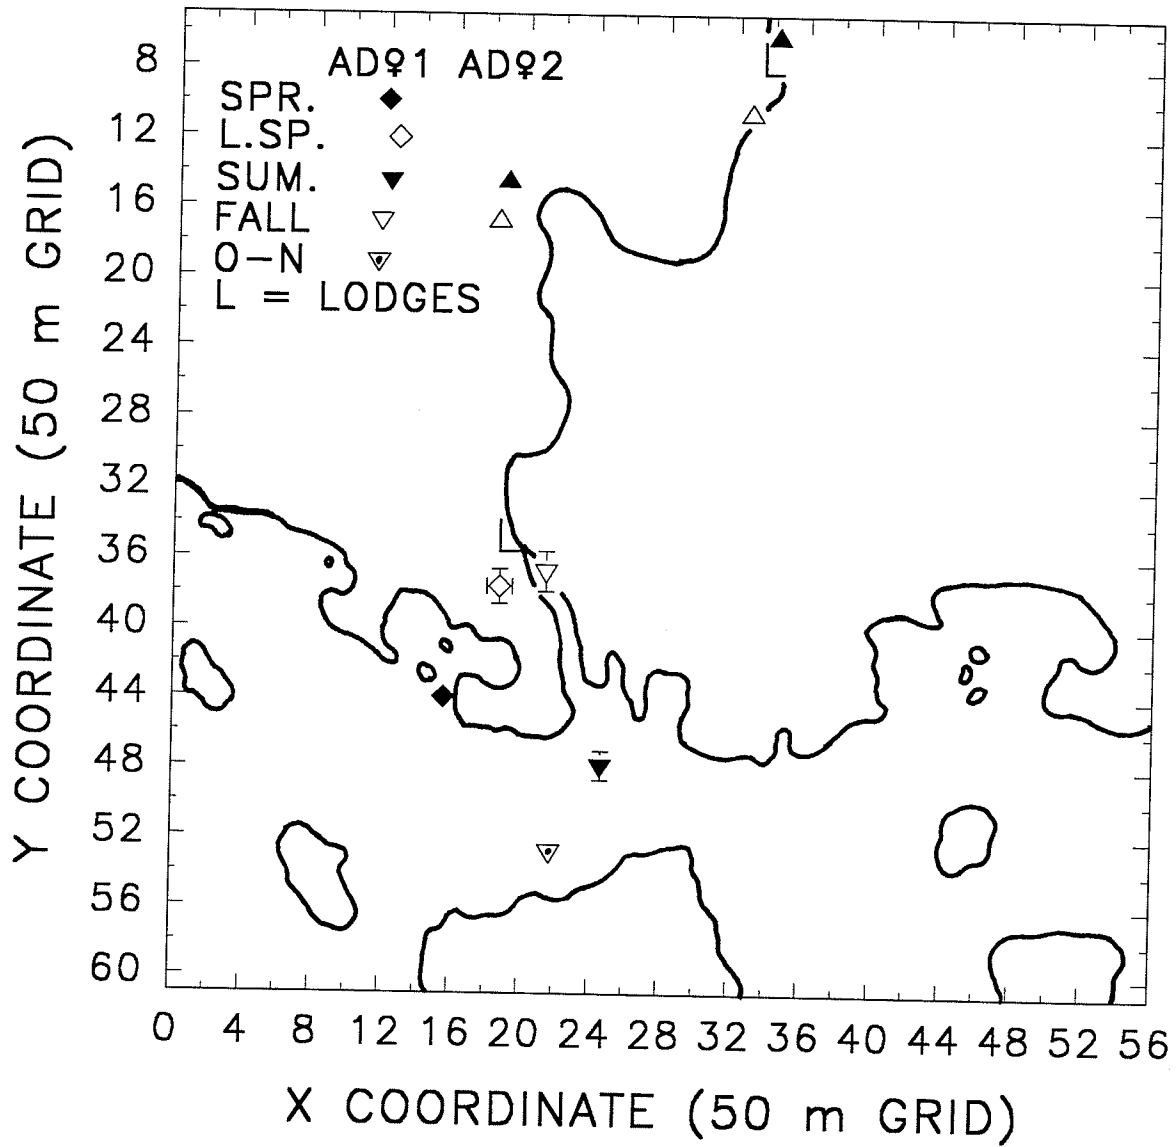 AD♀1 AD♀2
SPR.
L.SP.
SUM.
FALL
O-N
L = LODGES
L
L
Y COORDINATE (50 m GRID)
8
12
16
20
24
28
32
36
40
44
48
52
56
60
0 4 8 12 16 20 24 28 32 36 40 44 48 52 56
X COORDINATE (50 m GRID)